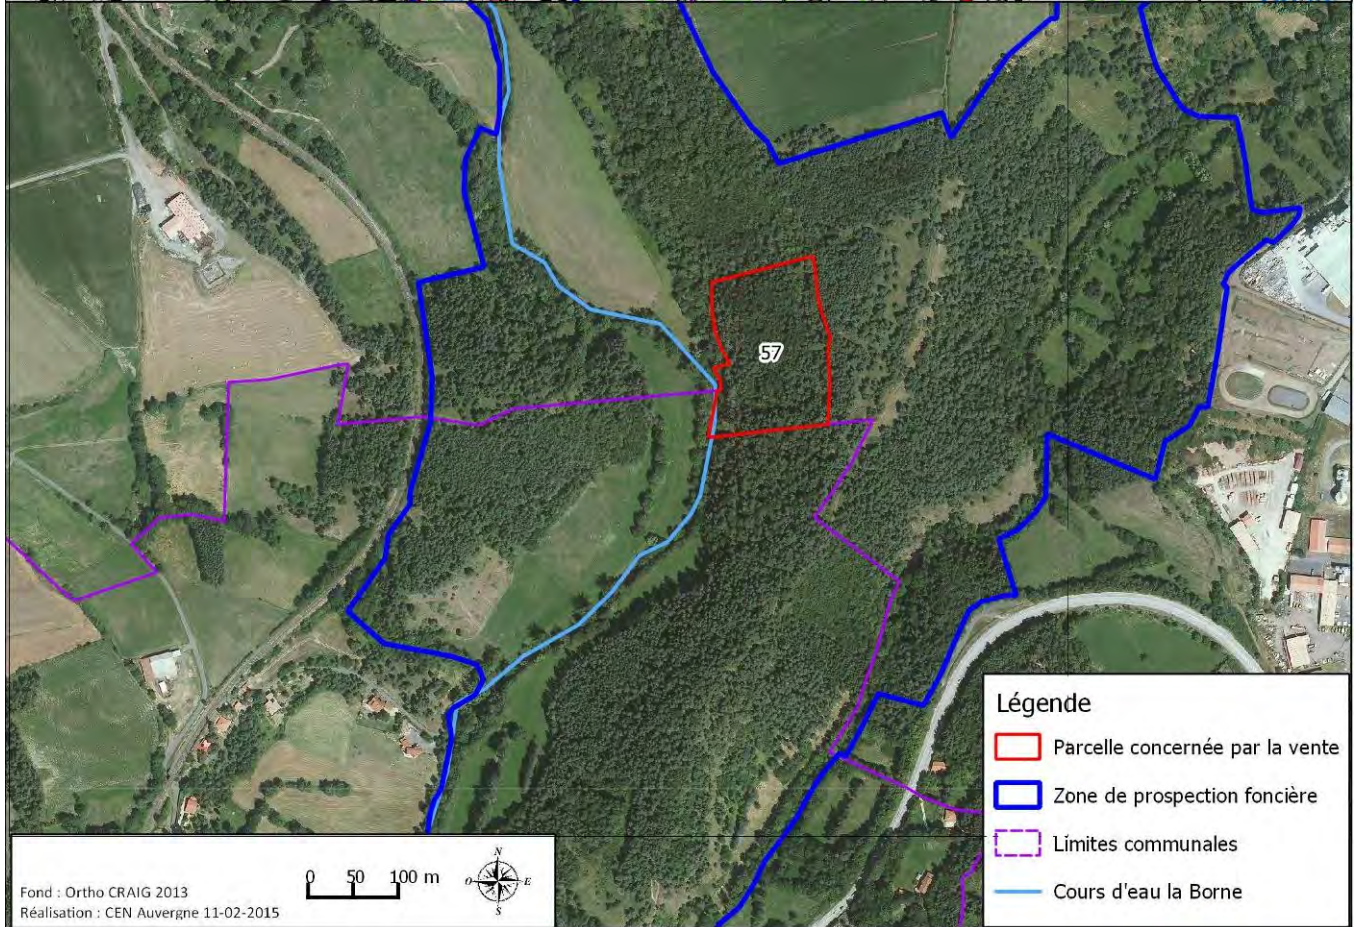 57
Légende
Parcelle concernée par la vente
Zone de prospection foncière
Limites communales
Cours d'eau la Borne
0 50 100 m
N
O E
S
Fond : Ortho CRAIG 2013
Réalisation : CEN Auvergne 11-02-2015